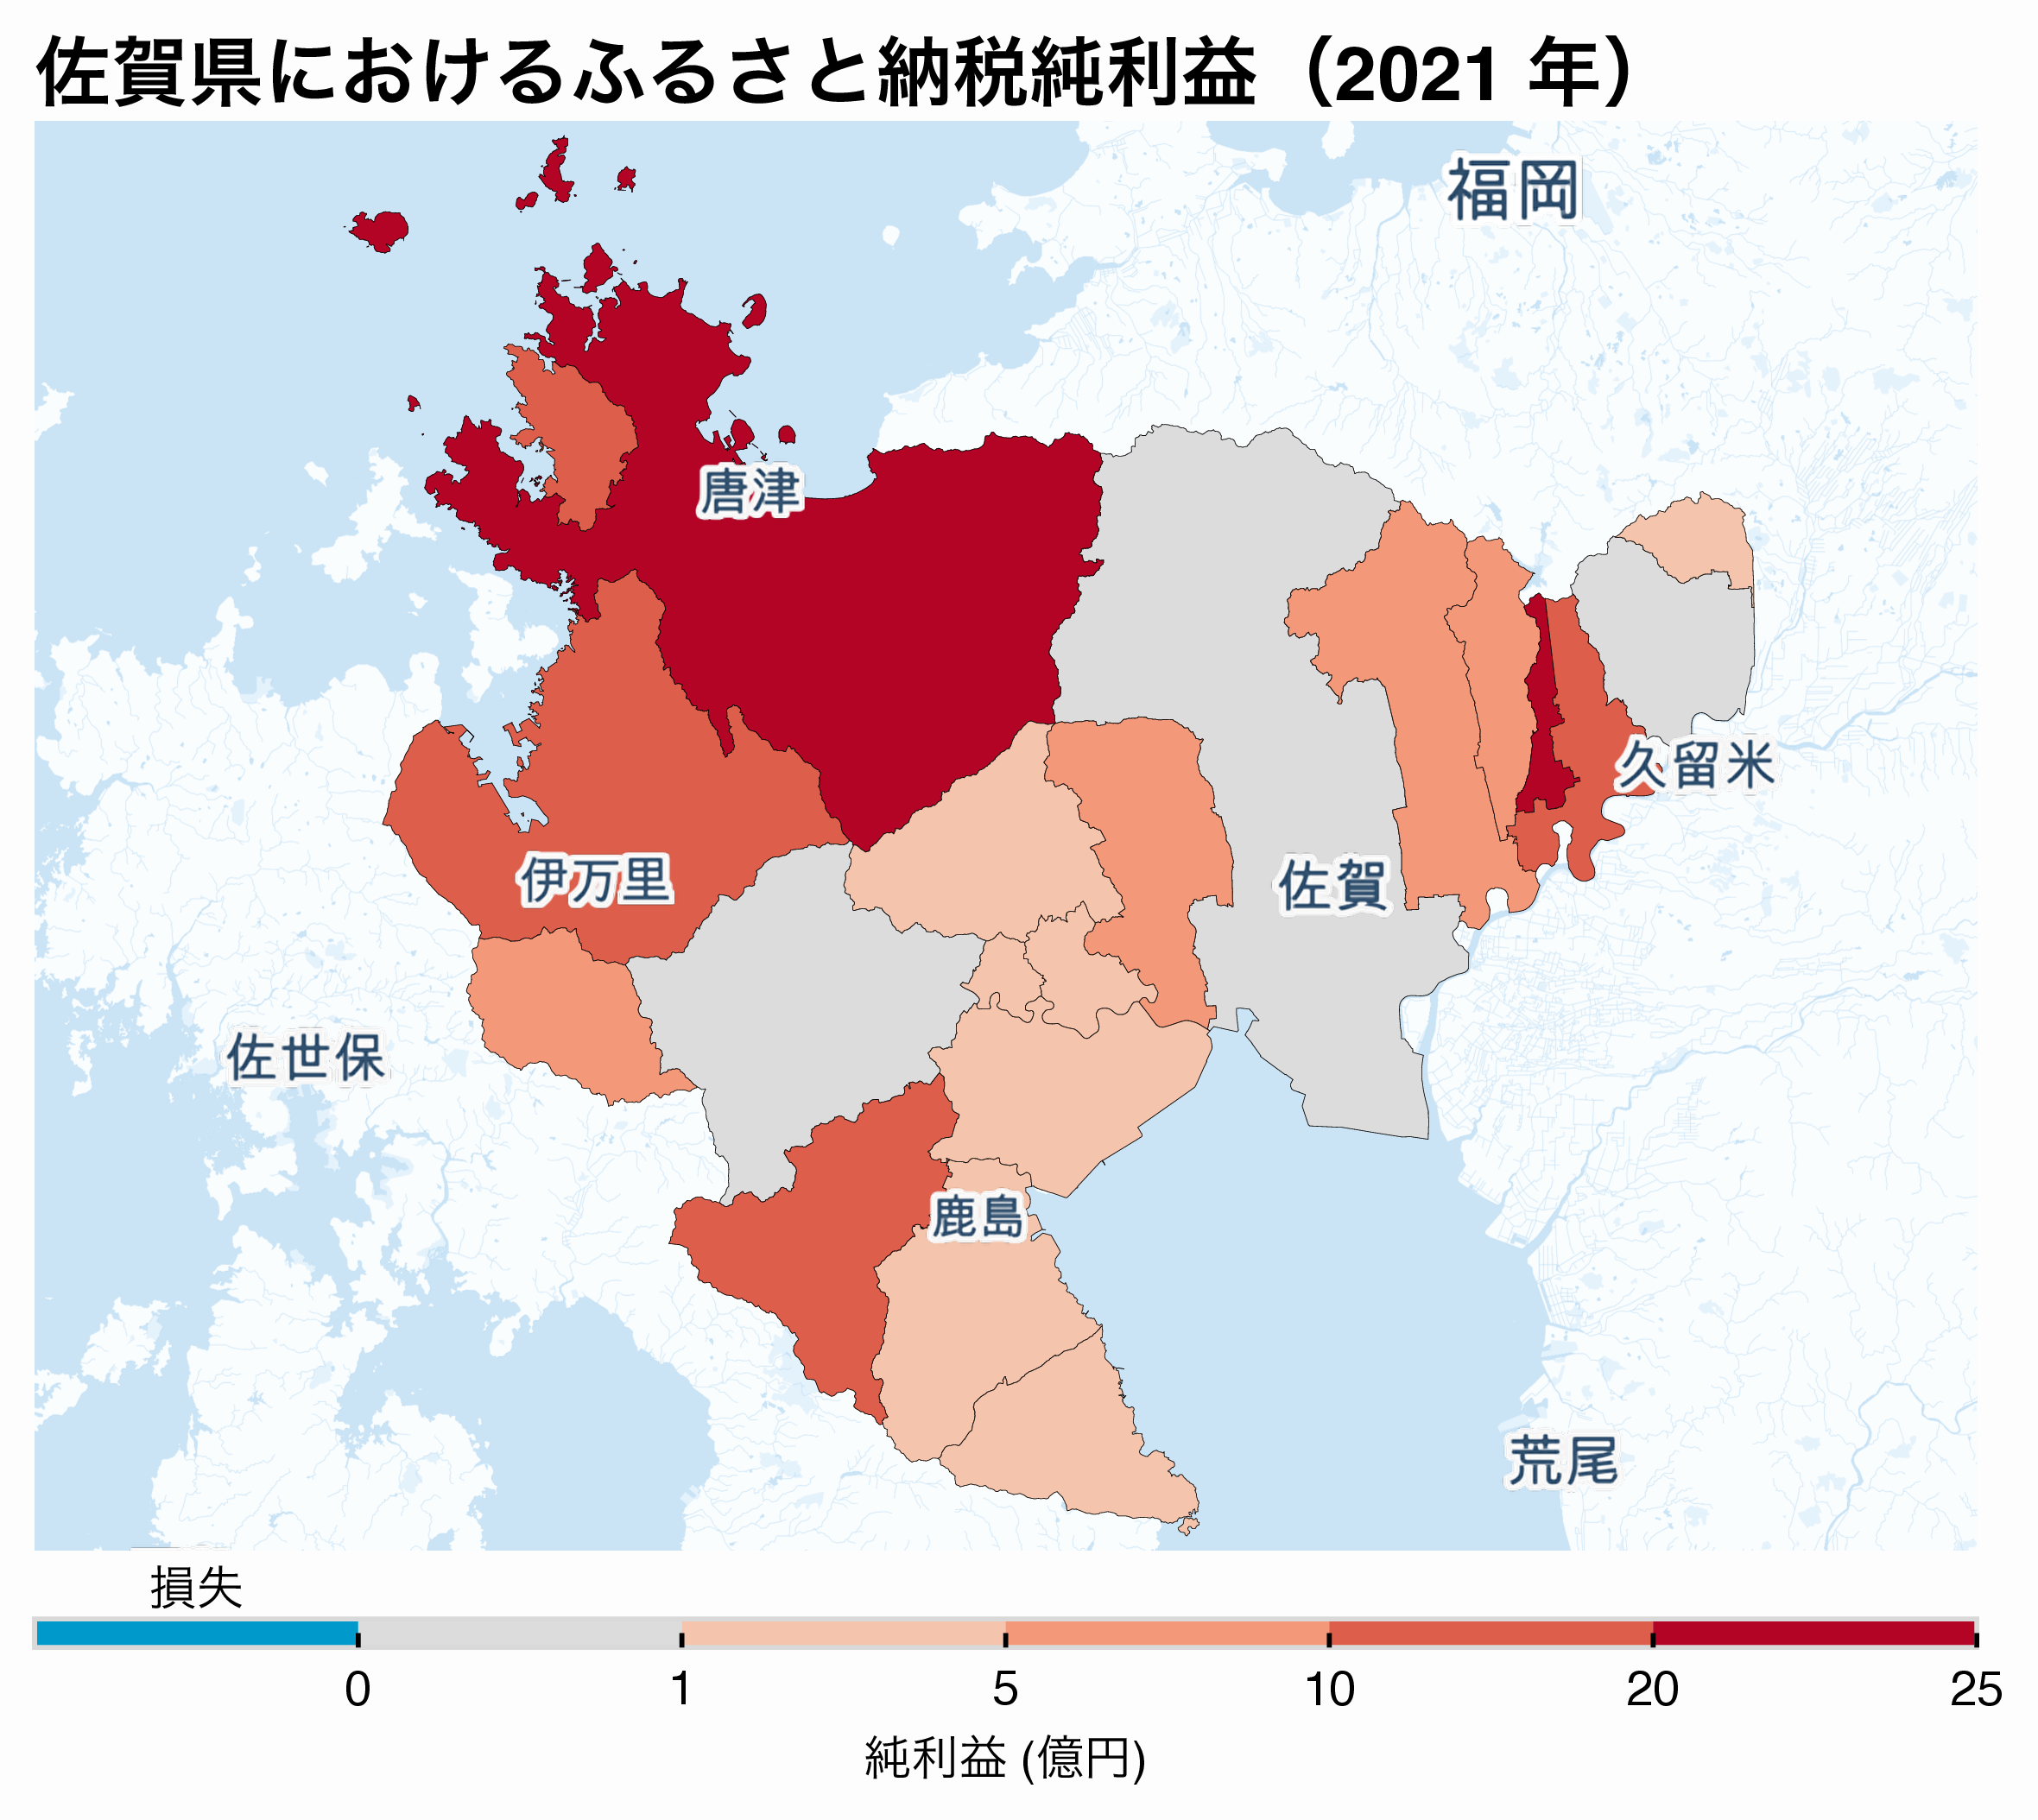 佐賀県におけるふるさと納税純利益（2021 年）
福岡
唐津
久留米
伊万里
佐賀
佐世保
鹿島
荒尾
損失
0 1 5 10 20 25
純利益 (億円)